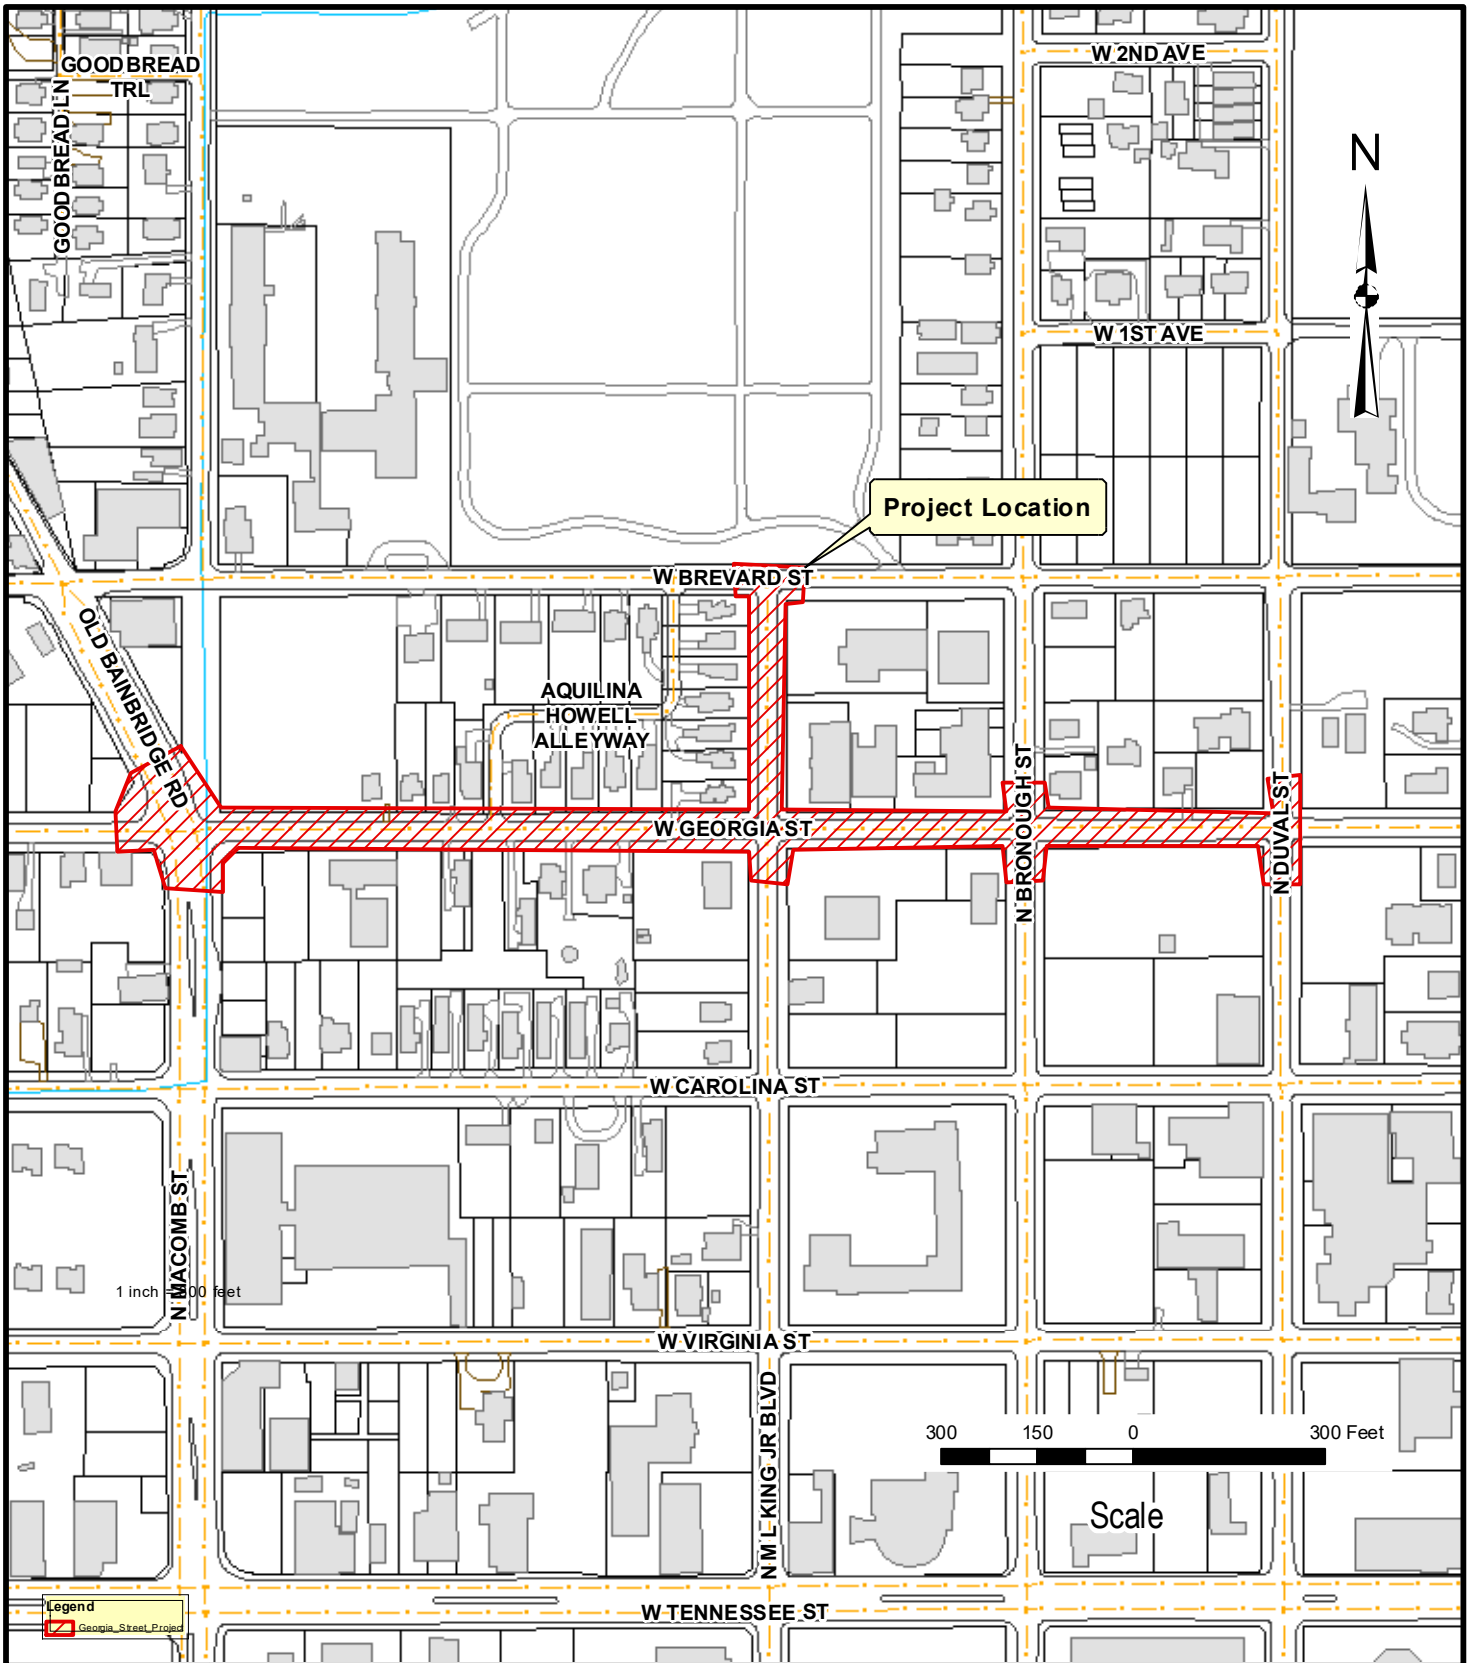 W 2ND AVE
GOODBREAD
TRL
GOODBREAD LN
N
W 1ST AVE
Project Location
W BREVARD ST
OLD BAINBRIDGE RD
AQUILINA
HOWELL
ALLEYWAY
N BRONOUGH ST
N DUVAL ST
W GEORGIA ST
W CAROLINA ST
N MACOMB ST
1 inch = 00 feet
W VIRGINIA ST
N M L KING JR BLVD
300 150 0 300 Feet
Scale
Legend
Georgia_Street_Project
W TENNESSEE ST